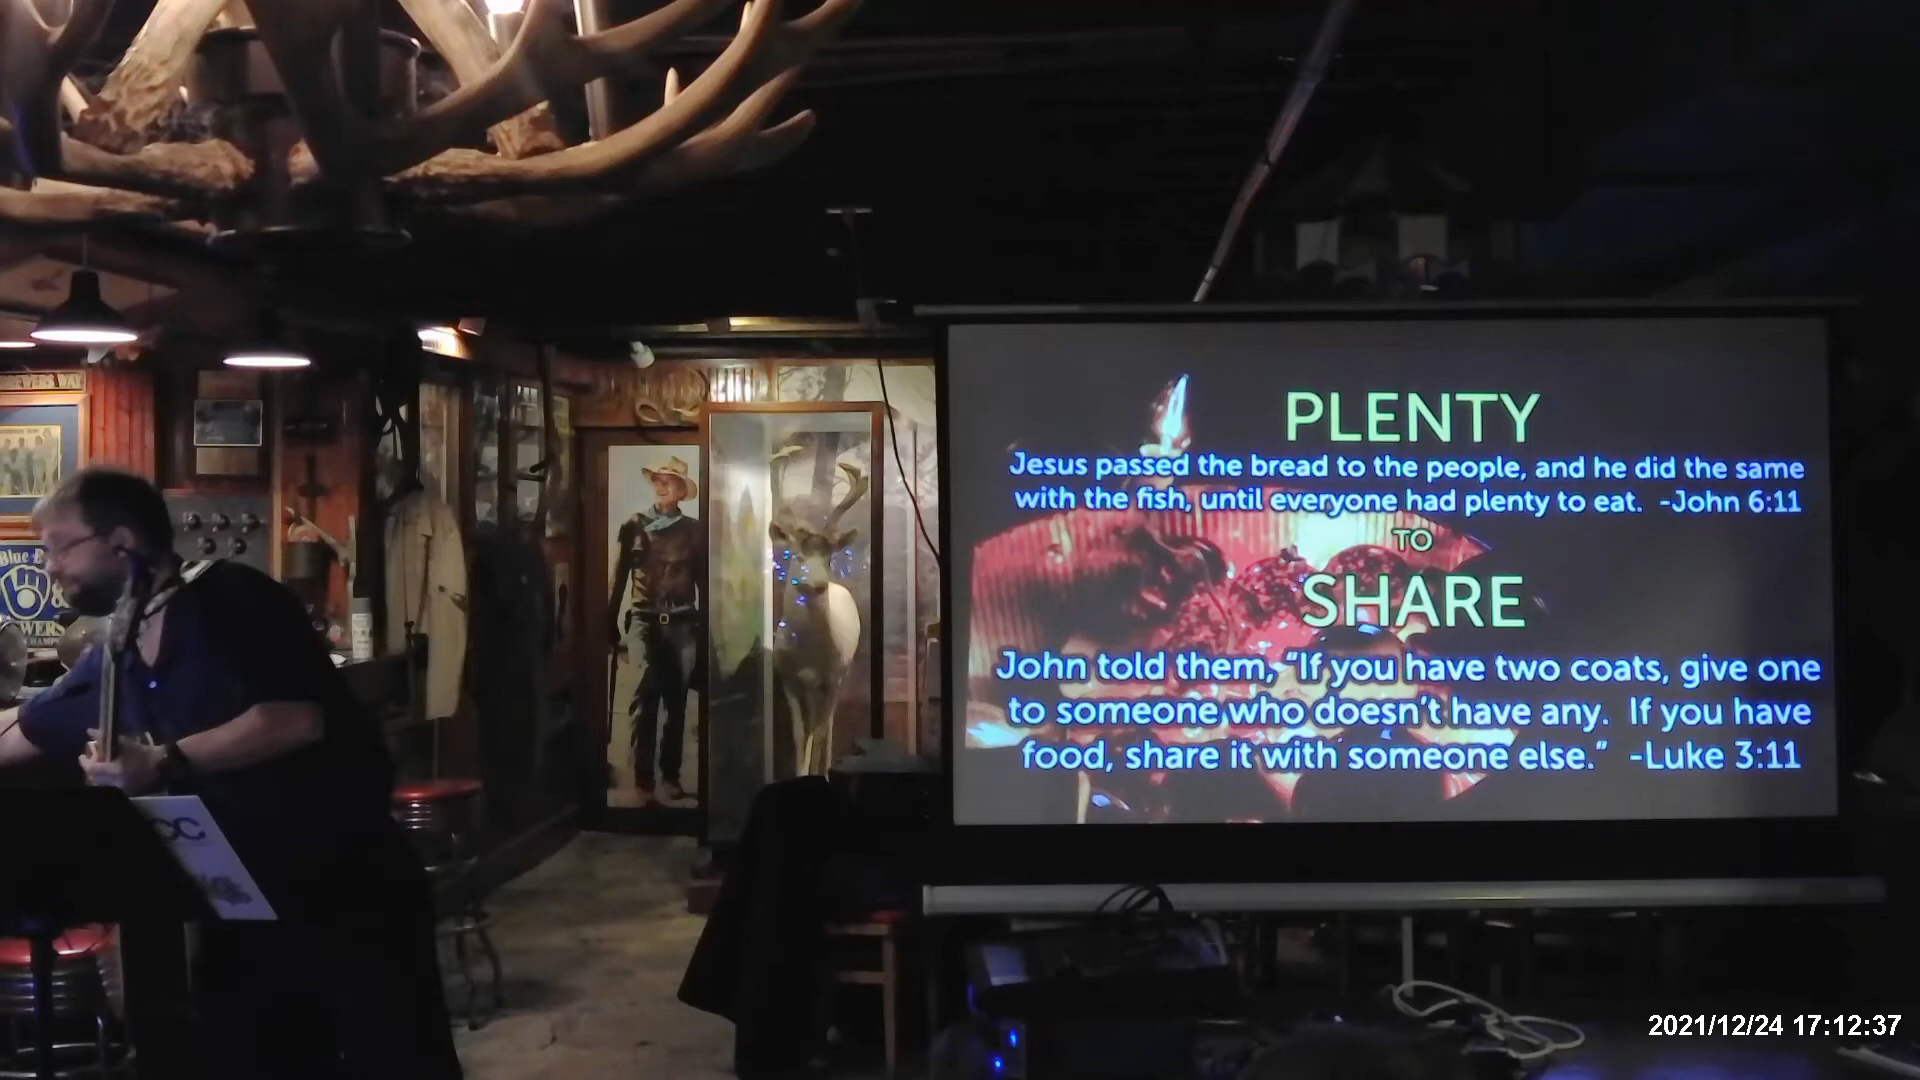 PLENTY
Jesus passed the bread to the people, and he did the same
with the fish, until everyone had plenty to eat. -John 6:11
TO
SHARE
John told them, “If you have two coats, give one
to someone who doesn't have any. If you have
food, share it with someone else.” -Luke 3:11
Blue
&
CC
2021/12/24 17:12:37